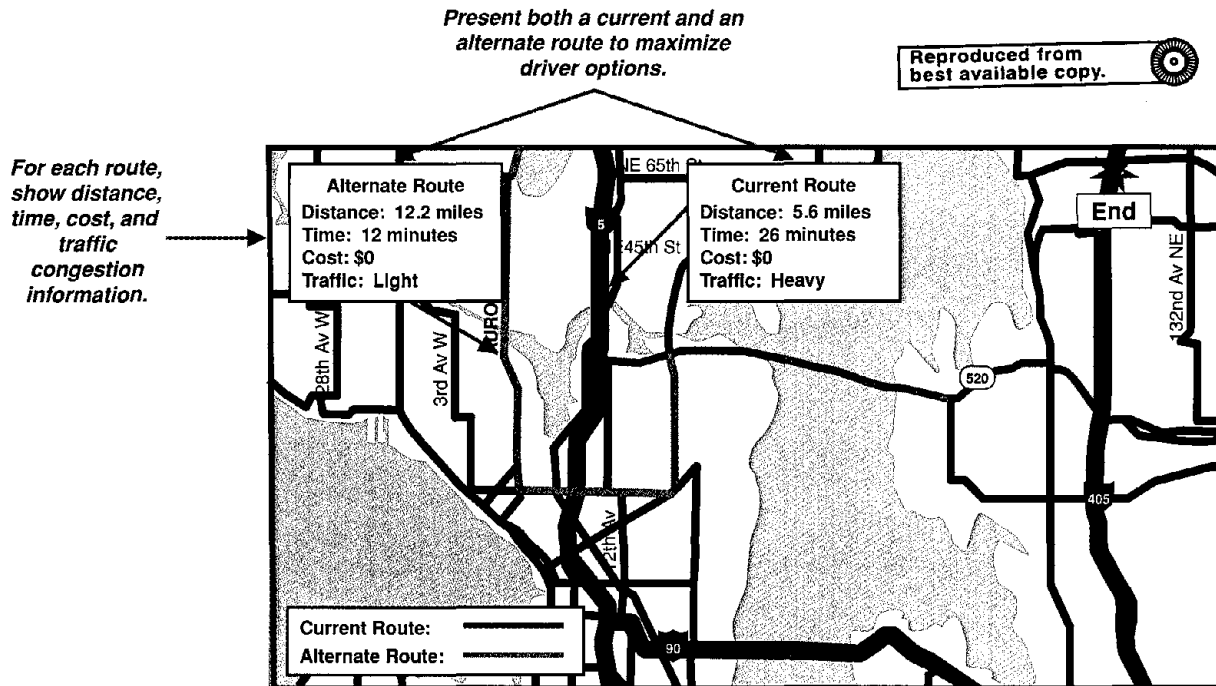 Present both a current and an
alternate route to maximize
driver options.
Reproduced from
best available copy.
For each route,
show distance,
time, cost, and
traffic
congestion
information.
Alternate Route
Distance: 12.2 miles
Time: 12 minutes
Cost: $0
Traffic: Light
NE 65th St
5
45th St
Current Route
Distance: 5.6 miles
Time: 26 minutes
Cost: $0
Traffic: Heavy
End
132nd Av NE
28th Av W
3rd Av W
520
405
12th Av
90
Current Route:
Alternate Route: